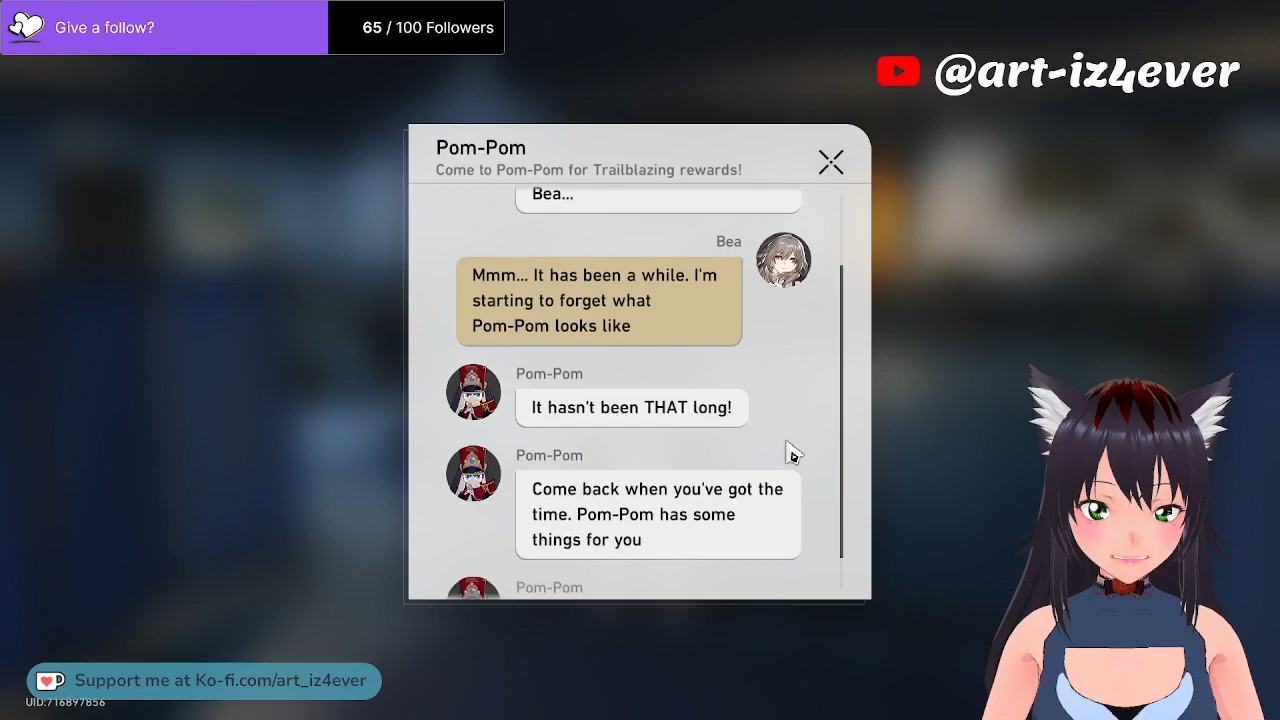 Give a follow?
65 / 100 Followers
@art-iz4ever
Pom-Pom
Come to Pom-Pom for Trailblazing rewards!
Bea...
Bea
Mmm... It has been a while. I'm
starting to forget what
Pom-Pom looks like
Pom-Pom
It hasn't been THAT long!
Pom-Pom
Come back when you've got the
time. Pom-Pom has some
things for you
Pom-Pom
Support me at Ko-fi.com/art_iz4ever
UID:716897856